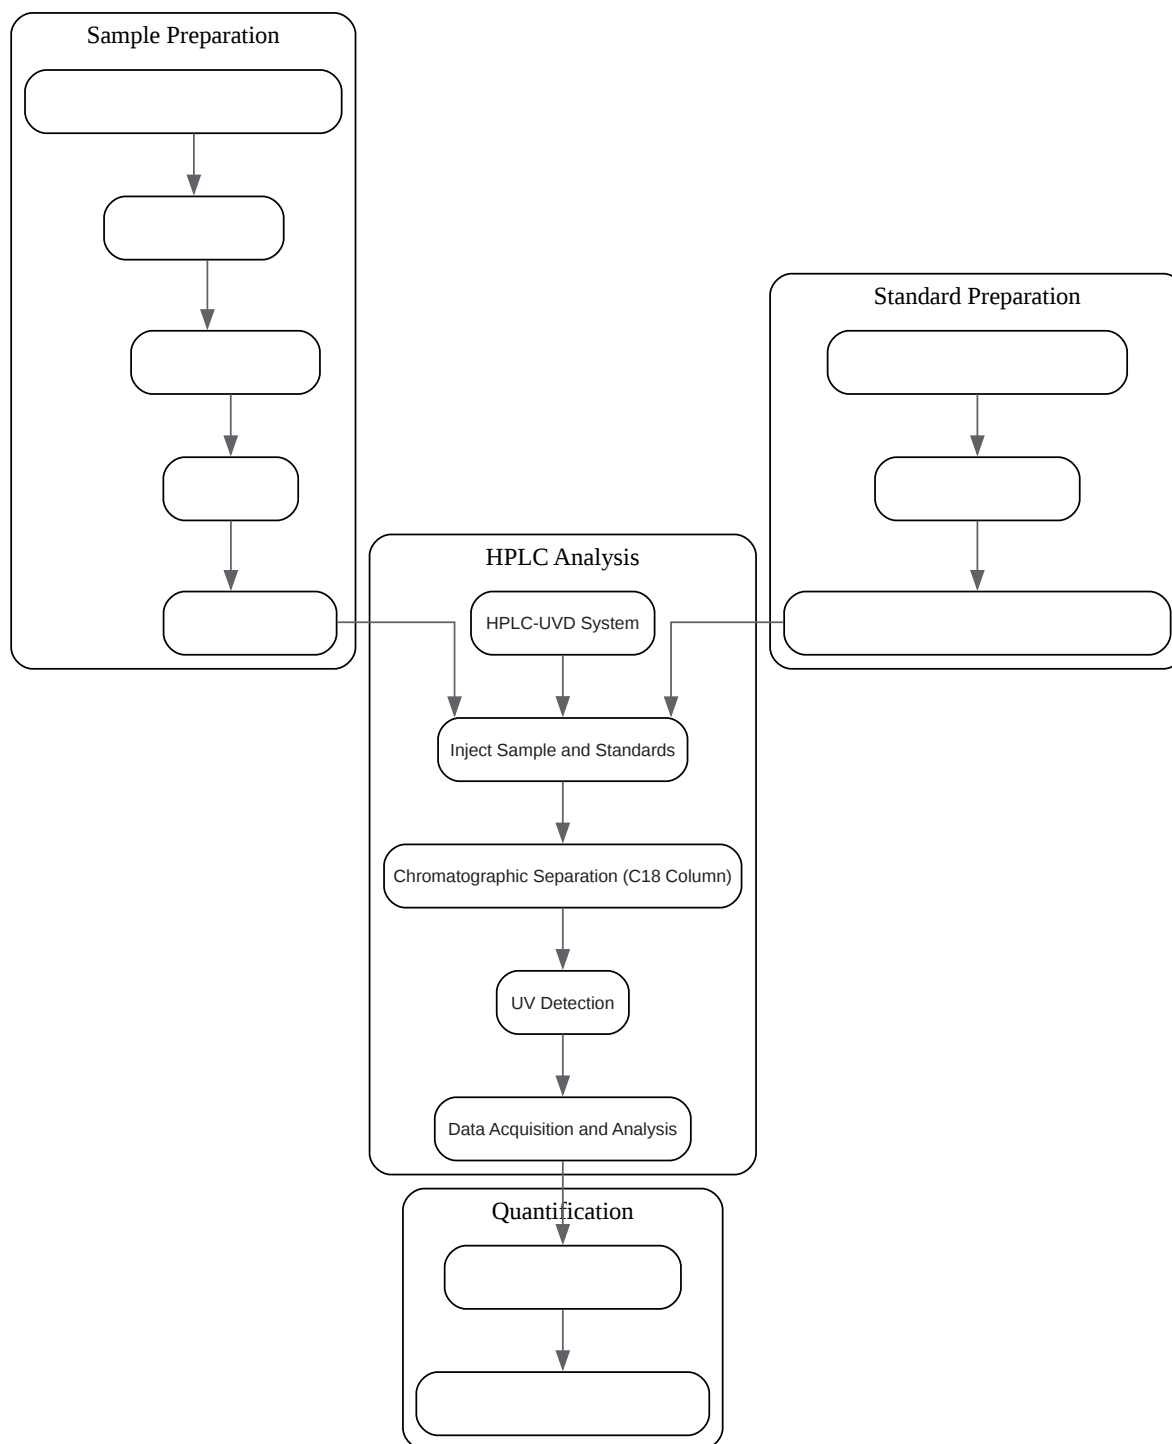 Sample Preparation
Standard Preparation
HPLC Analysis
HPLC-UVD System
Inject Sample and Standards
Chromatographic Separation (C18 Column)
UV Detection
Data Acquisition and Analysis
Quantification